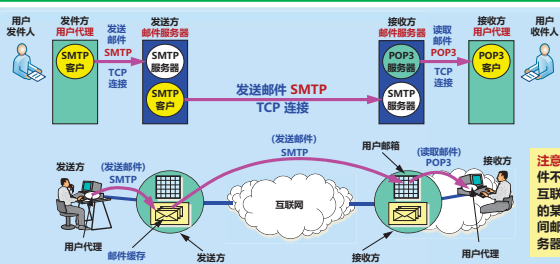 用户
发件人
发件方
用户代理
发送
邮件
SMTP
TCP
连接
发送方
邮件服务器
接收方
邮件服务器
读取
邮件
POP3
TCP
连接
接收方
用户代理
用户
收件人
SMTP
客户
SMTP
服务器
SMTP
客户
发送邮件 SMTP
TCP 连接
POP3
服务器
SMTP
服务器
POP3
客户
发送方
(发送邮件)
SMTP
(发送邮件)
SMTP
用户邮箱
(读取邮件)
POP3
接收方
互联网
用户代理
邮件缓存
发送方
接收方
用户代理
注意
件不
互联
的某
间邮
务器